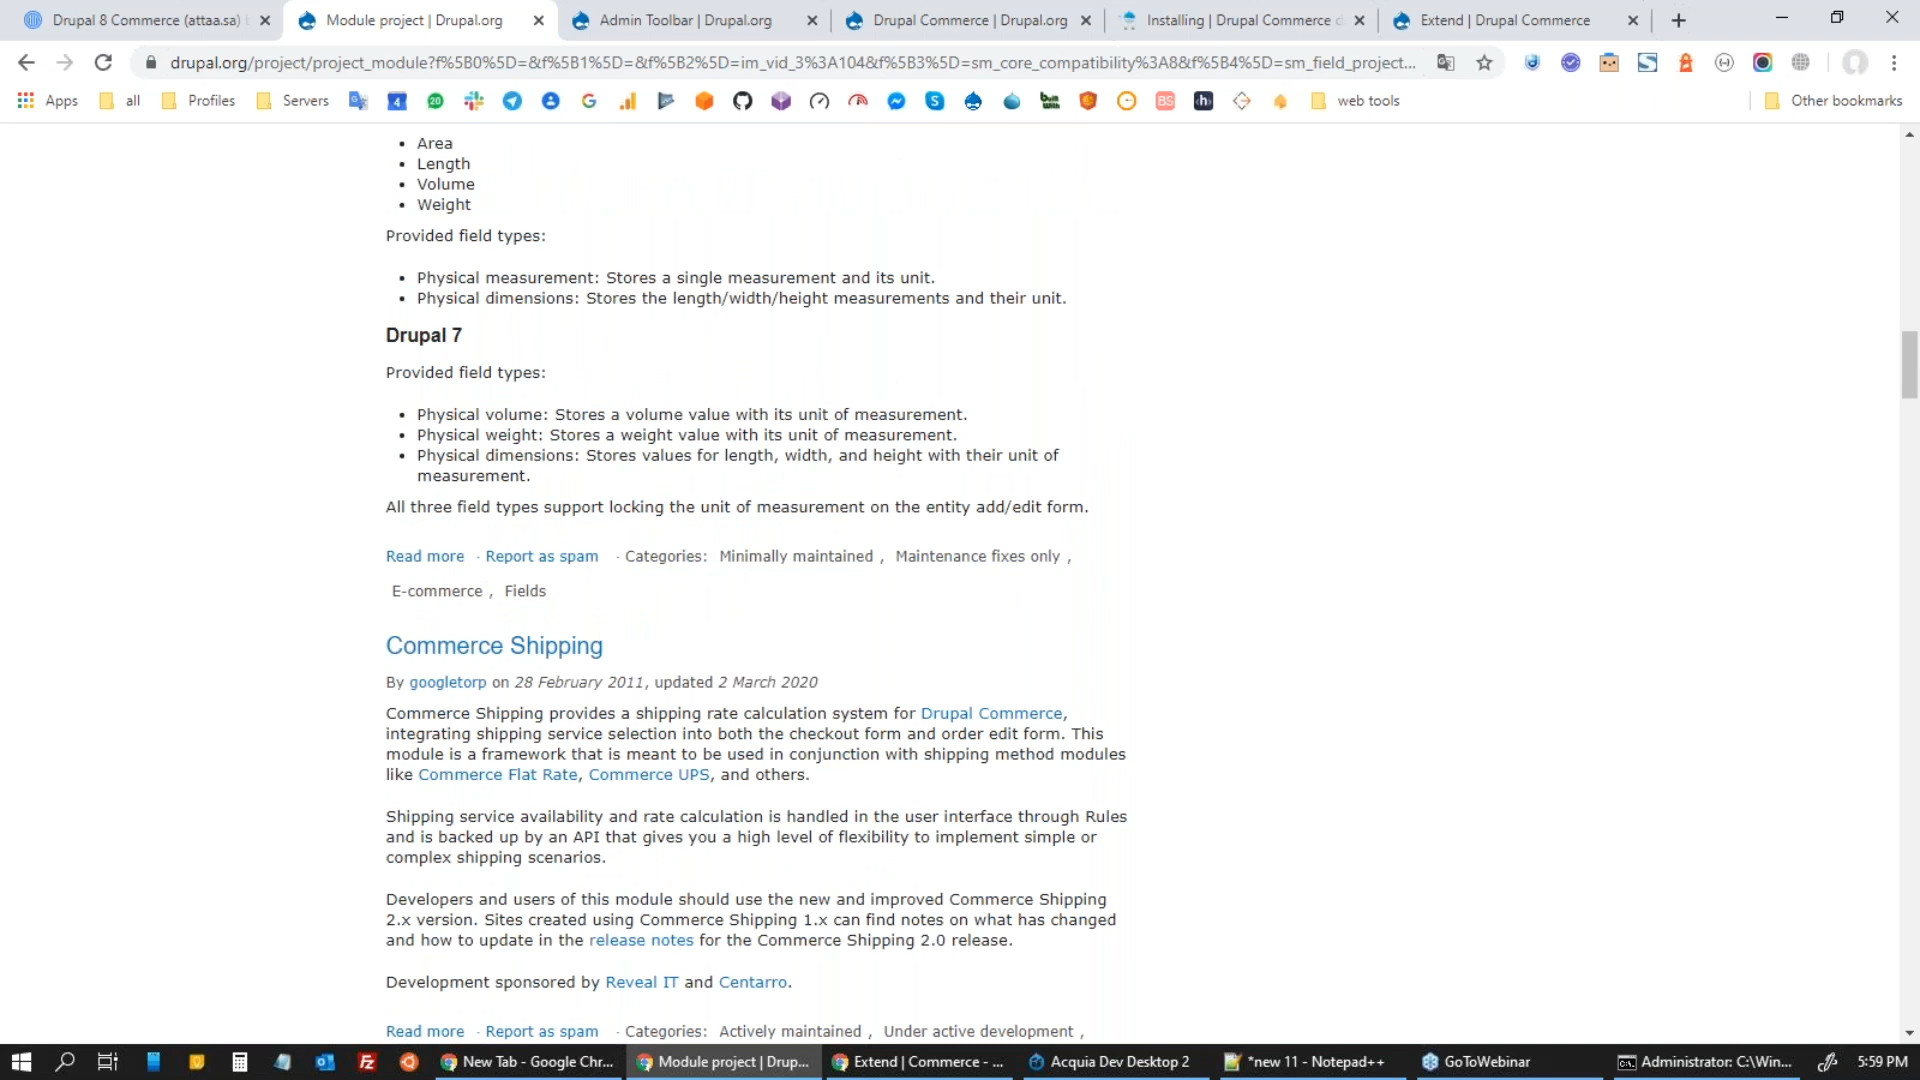 Drupal 8 Commerce (attaa.sa)
Module project | Drupal.org
Admin Toolbar | Drupal.org
Drupal Commerce | Drupal.org
Installing | Drupal Commerce
Extend | Drupal Commerce
drupal.org/project/project_module?f%5B0%5D=&f%5B1%5D=&f%5B2%5D=im_vid_3%3A104&f%5B3%5D=sm_core_compatibility%3A8&f%5B4%5D=sm_field_project...
Apps
all
Profiles
Servers
web tools
Other bookmarks
• Area
• Length
• Volume
• Weight
Provided field types:
• Physical measurement: Stores a single measurement and its unit.
• Physical dimensions: Stores the length/width/height measurements and their unit.
Drupal 7
Provided field types:
• Physical volume: Stores a volume value with its unit of measurement.
• Physical weight: Stores a weight value with its unit of measurement.
• Physical dimensions: Stores values for length, width, and height with their unit of
measurement.
All three field types support locking the unit of measurement on the entity add/edit form.
Read more · Report as spam · Categories: Minimally maintained , Maintenance fixes only ,
E-commerce , Fields
Commerce Shipping
By googletorp on 28 February 2011, updated 2 March 2020
Commerce Shipping provides a shipping rate calculation system for Drupal Commerce,
integrating shipping service selection into both the checkout form and order edit form. This
module is a framework that is meant to be used in conjunction with shipping method modules
like Commerce Flat Rate, Commerce UPS, and others.
Shipping service availability and rate calculation is handled in the user interface through Rules
and is backed up by an API that gives you a high level of flexibility to implement simple or
complex shipping scenarios.
Developers and users of this module should use the new and improved Commerce Shipping
2.x version. Sites created using Commerce Shipping 1.x can find notes on what has changed
and how to update in the release notes for the Commerce Shipping 2.0 release.
Development sponsored by Reveal IT and Centarro.
Read more · Report as spam · Categories: Actively maintained , Under active development ,
New Tab - Google Chr...
Module project | Drup...
Extend | Commerce - ...
Acquia Dev Desktop 2
*new 11 - Notepad++
GoToWebinar
Administrator: C:\Win...
5:59 PM